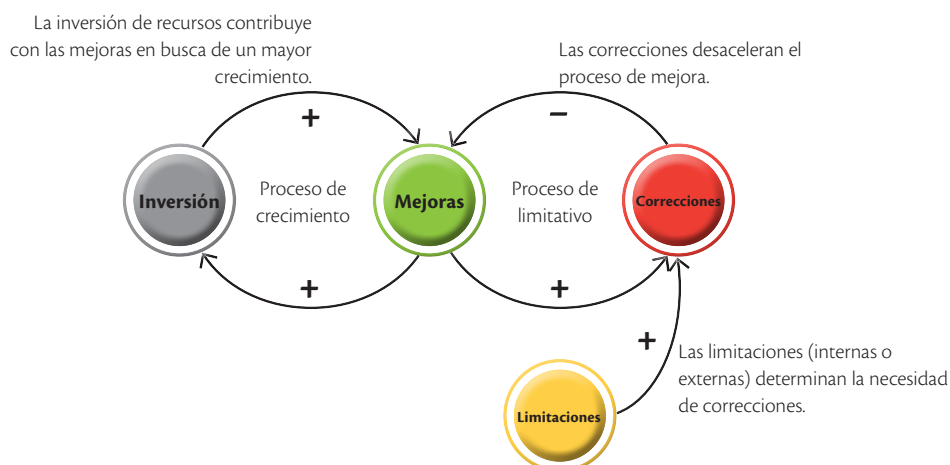 La inversión de recursos contribuye
con las mejoras en busca de un mayor
crecimiento.
Las correcciones desaceleran el
proceso de mejora.
+
–
Inversión
Proceso de
crecimiento
Mejoras
Proceso de
limitativo
Correcciones
+
+
+
Las limitaciones (internas o
externas) determinan la necesidad
de correcciones.
Limitaciones